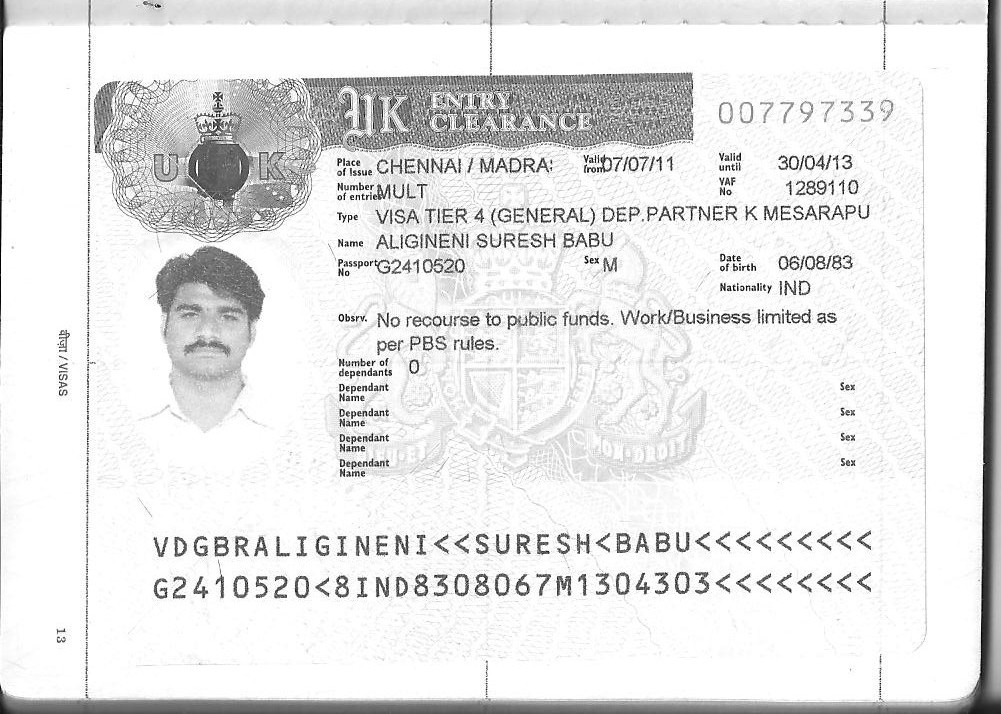 UK ENTRY CLEARANCE
007797339
U K
Place of Issue CHENNAI / MADRA: Valid from 07/07/11 Valid until 30/04/13
Number of entries MULT VAF No 1289110
Type VISA TIER 4 (GENERAL) DEP.PARTNER K MESARAPU
Name ALIGINENI SURESH BABU
Passport No G2410520 Sex M Date of birth 06/08/83
Nationality IND
Obsrv. No recourse to public funds. Work/Business limited as
per PBS rules.
Number of dependants 0
Dependant Name Sex
Dependant Name Sex
Dependant Name Sex
Dependant Name Sex
VDGBRALIGINENI<<SURESH<BABU<<<<<<<<<
G2410520<8IND8308067M1304303<<<<<<<<
वीज़ा / VISAS
13